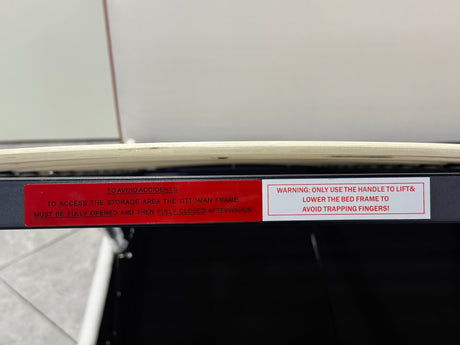 TO AVOID ACCIDENTS
TO ACCESS THE STORAGE AREA THE OTTOMAN FRAME
MUST BE FULLY OPENED AND THEN FULLY CLOSED AFTERWARDS
WARNING: ONLY USE THE HANDLE TO LIFT&
LOWER THE BED FRAME TO
AVOID TRAPPING FINGERS!